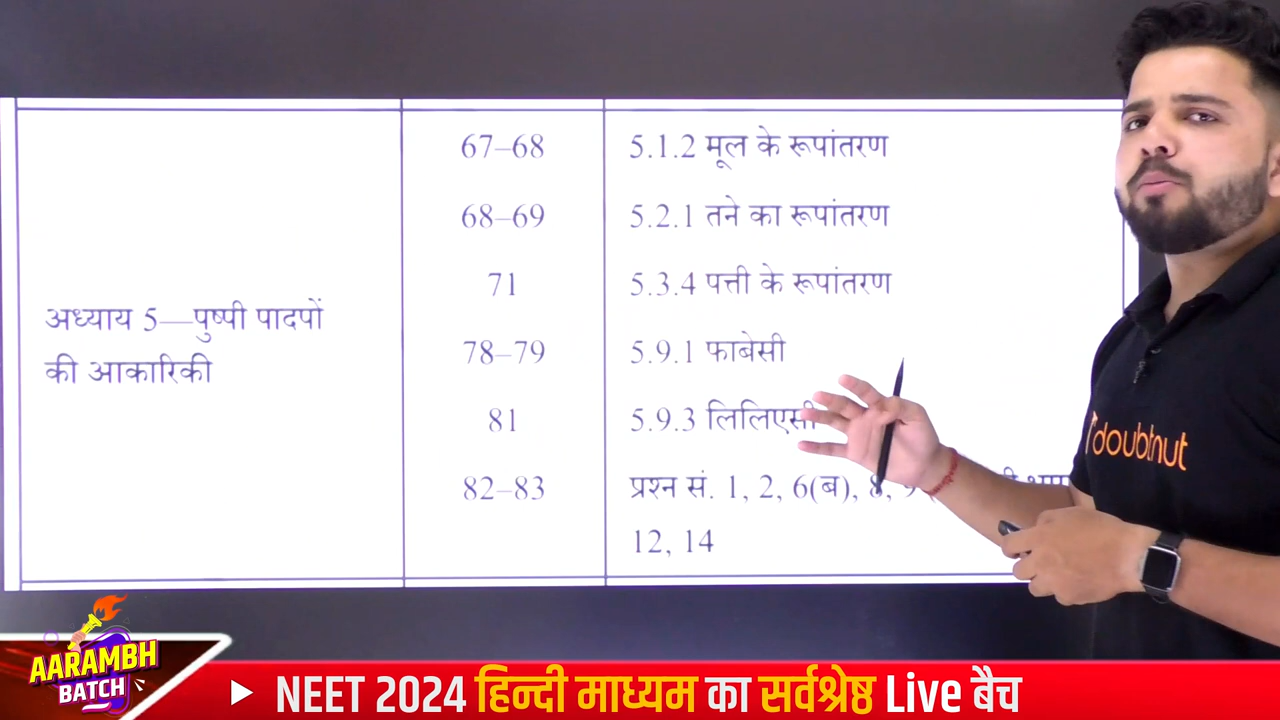 67–68 5.1.2 मूल के रूपांतरण
68–69 5.2.1 तने का रूपांतरण
71 5.3.4 पत्ती के रूपांतरण
अध्याय 5—पुष्पी पादपों
की आकारिकी
78–79 5.9.1 फाबेसी
81 5.9.3 लिलिएसी
82–83 प्रश्न सं. 1, 2, 6(ब), 8, 9
12, 14
doubtnut
AARAMBH
BATCH
NEET 2024 हिन्दी माध्यम का सर्वश्रेष्ठ Live बैच